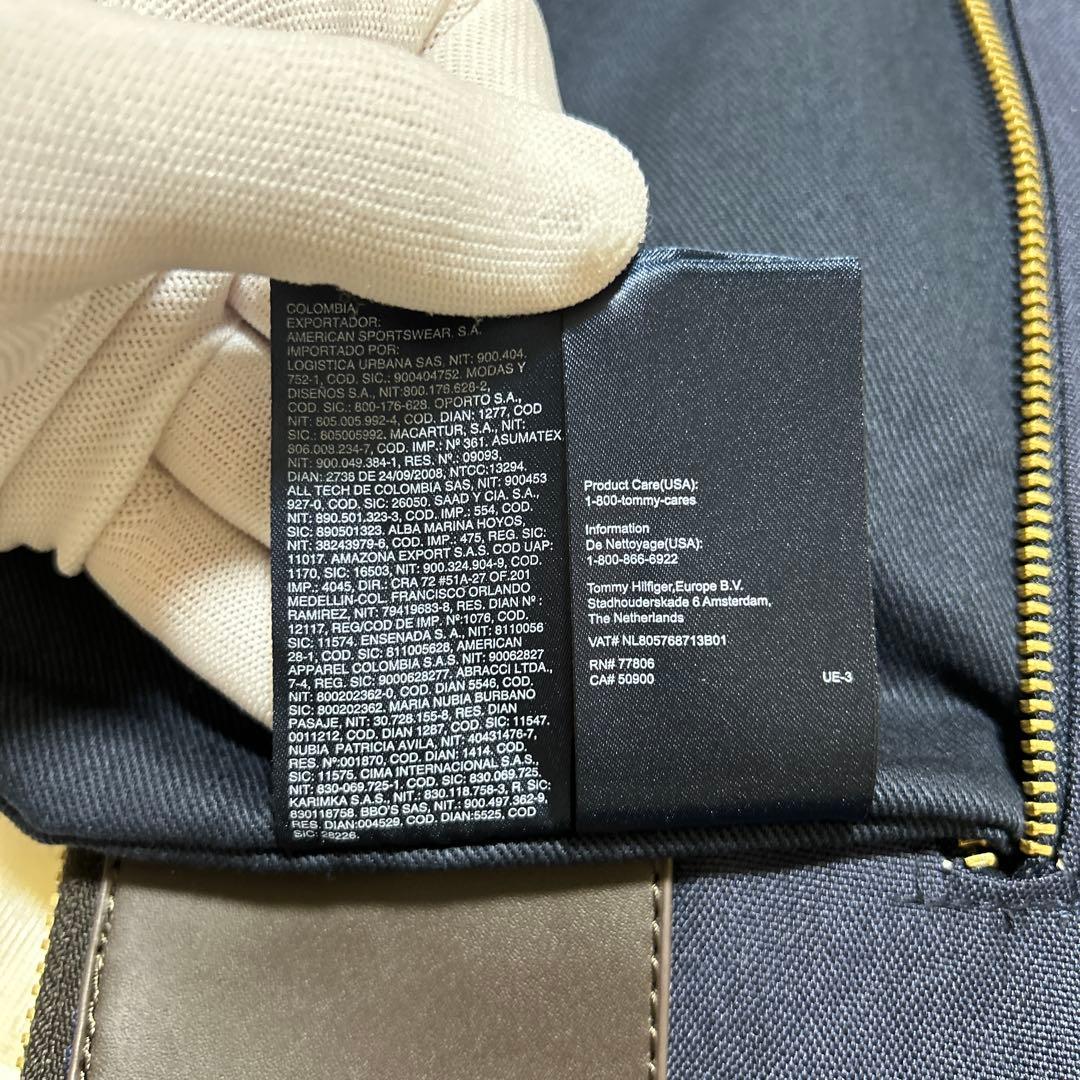 COLOMBIA
EXPORTADOR:
AMERICAN SPORTSWEAR. S.A.
IMPORTADO POR:
LOGISTICA URBANA SAS, NIT: 900.404.
752-1, COD. SIC.: 900404752. MODAS Y
DISEÑOS S.A., NIT:800.176.628-2,
COD. SIC.: 800-176-628. OPORTO S.A.,
NIT: 805.005.992-4, COD. DIAN: 1277, COD
SIC.: 805005992. MACARTUR, S.A., NIT:
806.008.234-7, COD. IMP.: Nº 361. ASUMATEX
NIT: 900.049.384-1, RES. Nº.: 09093,
DIAN: 2738 DE 24/09/2008, NTCC:13294.
ALL TECH DE COLOMBIA SAS, NIT: 900453
927-0, COD. SIC: 26050. SAAD Y CIA. S.A.,
NIT: 890.501.323-3, COD. IMP.: 554, COD.
SIC: 890501323. ALBA MARINA HOYOS,
NIT: 38243979-6, COD. IMP.: 475, REG. SIC:
11017. AMAZONA EXPORT S.A.S. COD UAP:
1170, SIC: 16503, NIT: 900.324.904-9, COD.
IMP.: 4045, DIR.: CRA 72 #51A-27 OF.201
MEDELLIN-COL. FRANCISCO ORLANDO
RAMIREZ, NIT: 79419683-8, RES. DIAN Nº :
12117, REG/COD DE IMP. Nº:1076, COD.
SIC: 11574. ENSENADA S. A., NIT: 8110056
28-1, COD. SIC: 811005628, AMERICAN
APPAREL COLOMBIA S.A.S. NIT: 90062827
7-4, REG. SIC: 9000628277. ABRACCI LTDA.,
NIT: 800202362-0, COD. DIAN 5546, COD.
SIC: 800202362. MARIA NUBIA BURBANO
PASAJE, NIT: 30.728.155-8, RES. DIAN
0011212, COD. DIAN 1287, COD. SIC: 11547.
NUBIA PATRICIA AVILA, NIT: 40431476-7,
RES. Nº:001870, COD. DIAN: 1414. COD.
SIC: 11575. CIMA INTERNACIONAL S.A.S.,
NIT: 830-069.725-1, COD. SIC: 830.069.725.
KARIMKA S.A.S., NIT.: 830.118.758-3, R. SIC:
830118758. BBO'S SAS, NIT.: 900.497.362-9,
RES. DIAN:004529, COD. DIAN:5525, COD
SIC: 28226.
Product Care(USA):
1-800-tommy-cares
Information
De Nettoyage(USA):
1-800-866-6922
Tommy Hilfiger,Europe B.V.
Stadhouderskade 6 Amsterdam,
The Netherlands
VAT# NL805768713B01
RN# 77806
CA# 50900
UE-3